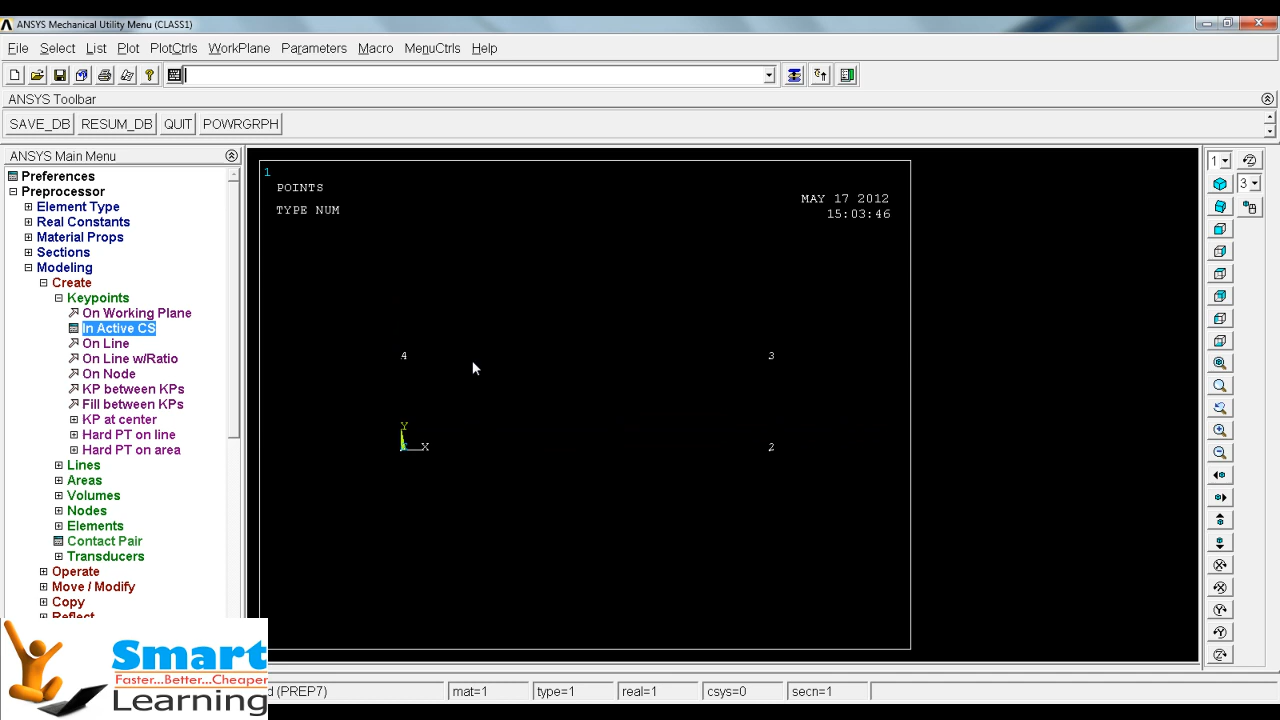 ANSYS Mechanical Utility Menu (CLASS1)
File Select List Plot PlotCtrls WorkPlane Parameters Macro MenuCtrls Help
ANSYS Toolbar
SAVE_DB RESUM_DB QUIT POWRGRPH
ANSYS Main Menu
Preferences
Preprocessor
Element Type
Real Constants
Material Props
Sections
Modeling
Create
Keypoints
On Working Plane
In Active CS
On Line
On Line w/Ratio
On Node
KP between KPs
Fill between KPs
KP at center
Hard PT on line
Hard PT on area
Lines
Areas
Volumes
Nodes
Elements
Contact Pair
Transducers
Operate
Move / Modify
Copy
Reflect
1
POINTS
TYPE NUM
MAY 17 2012
15:03:46
4 3
Y
X 2
1
3
Smart
Faster...Better...Cheaper
Learning
(PREP7) mat=1 type=1 real=1 csys=0 secn=1